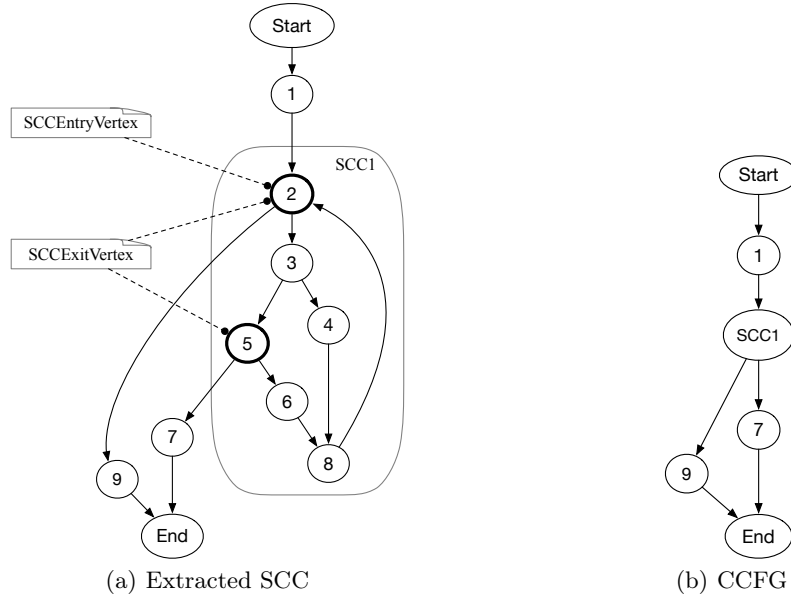 Start
1
SCCEntryVertex
SCC1
2
SCCExitVertex
3
4
5
6
7
8
9
End
(a) Extracted SCC
Start
1
SCC1
7
9
End
(b) CCFG